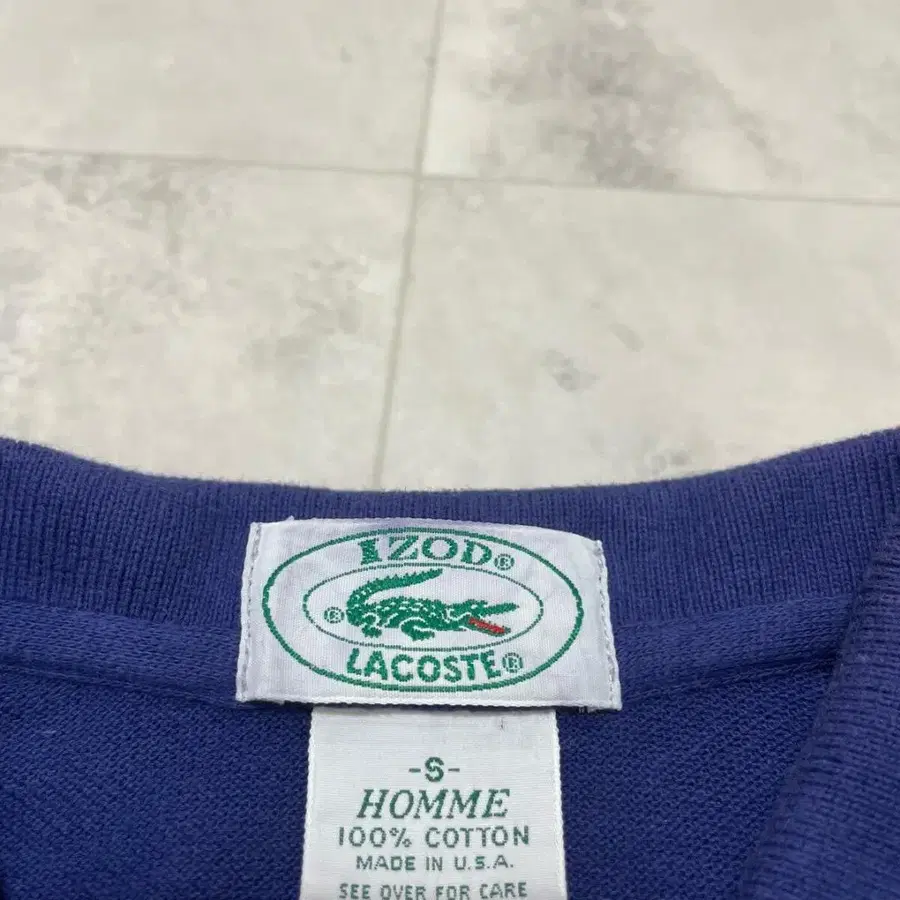 IZOD®
®
LACOSTE®
-S-
HOMME
100% COTTON
MADE IN U.S.A.
SEE OVER FOR CARE